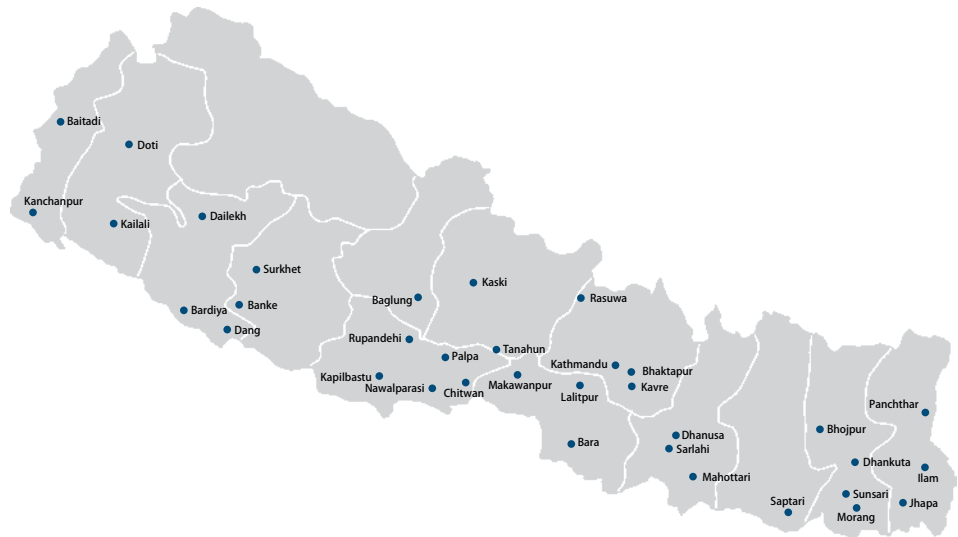 Baitadi
Doti
Kanchanpur
Kailali
Dailekh
Surkhet
Banke
Bardiya
Dang
Kaski
Baglung
Rasuwa
Rupandehi
Palpa
Tanahun
Kapilbastu
Nawalparasi
Chitwan
Makawanpur
Kathmandu
Bhaktapur
Kavre
Lalitpur
Bara
Dhanusa
Sarlahi
Mahottari
Saptari
Panchthar
Bhojpur
Dhankuta
Ilam
Sunsari
Morang
Jhapa